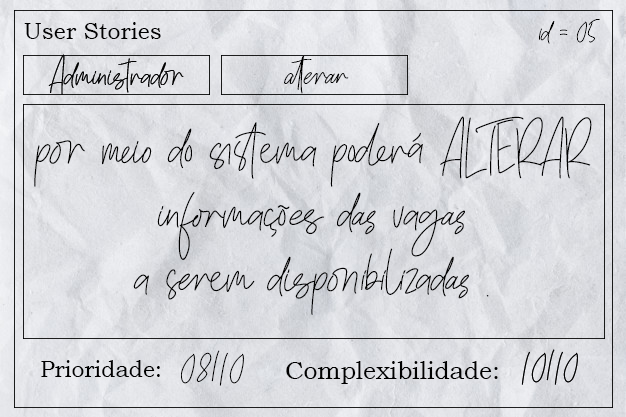 User Stories
id = 05
Administrador
alterar
por meio do sistema poderá ALTERAR
informações das vagas
a serem disponibilizadas .
Prioridade: 08/10
Complexibilidade: 10/10